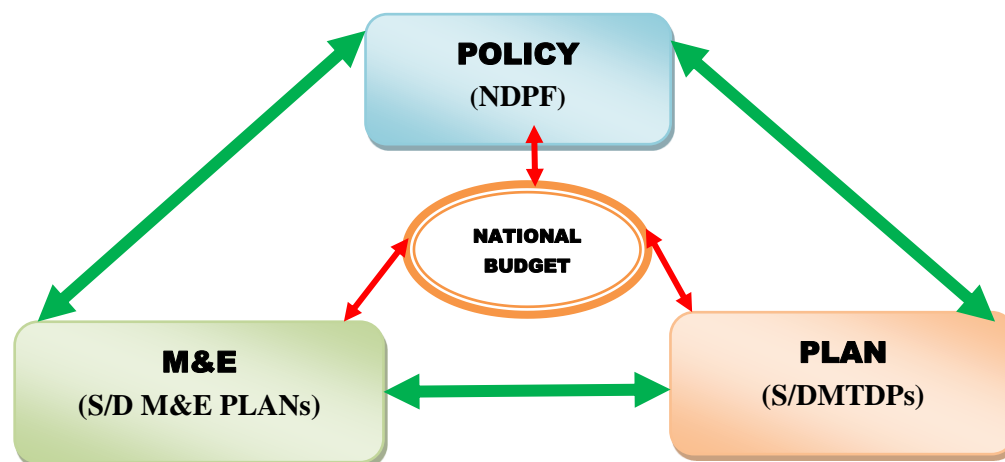 POLICY
(NDPF)
NATIONAL
BUDGET
M&E
(S/D M&E PLANs)
PLAN
(S/DMTDPs)